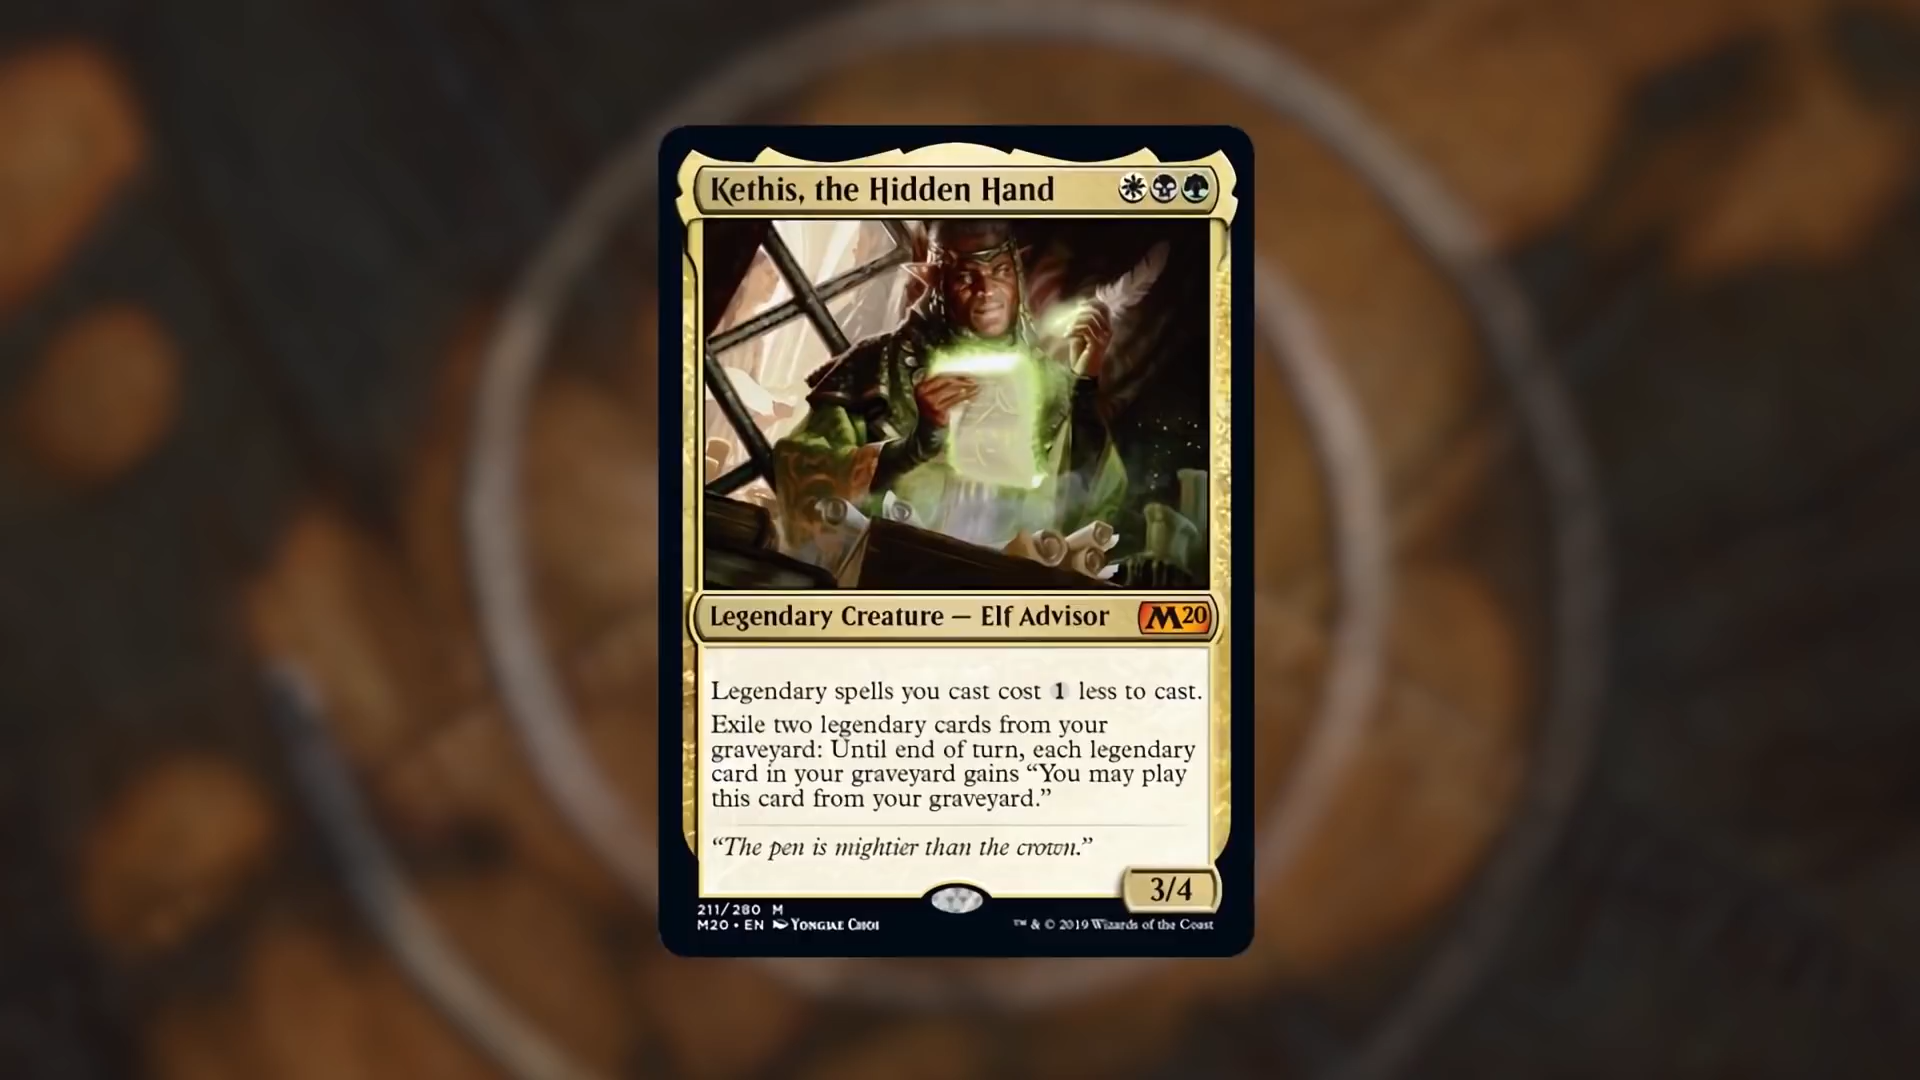 Kethis, the Hidden Hand
Legendary Creature — Elf Advisor M20
Legendary spells you cast cost 1 less to cast.
Exile two legendary cards from your
graveyard: Until end of turn, each legendary
card in your graveyard gains “You may play
this card from your graveyard.”
“The pen is mightier than the crown.”
3/4
211/280 M
M20 • EN Yongjae Choi
™ & © 2019 Wizards of the Coast